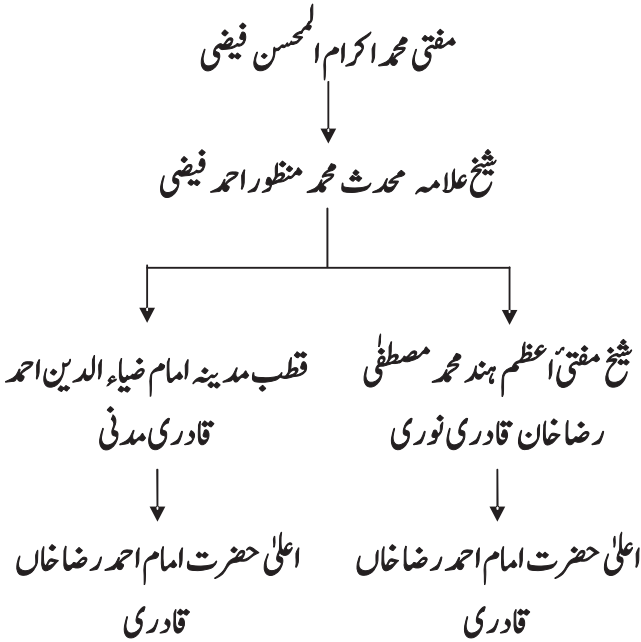 مفتی محمد اکرام المحسن فیضی
شیخ علامہ محدث محمد منظور احمد فیضی
شیخ مفتیٔ اعظم ہند محمد مصطفٰی
رضا خان قادری نوری
قطب مدینہ امام ضیاء الدین احمد
قادری مدنی
اعلیٰ حضرت امام احمد رضا خاں
قادری
اعلیٰ حضرت امام احمد رضا خاں
قادری